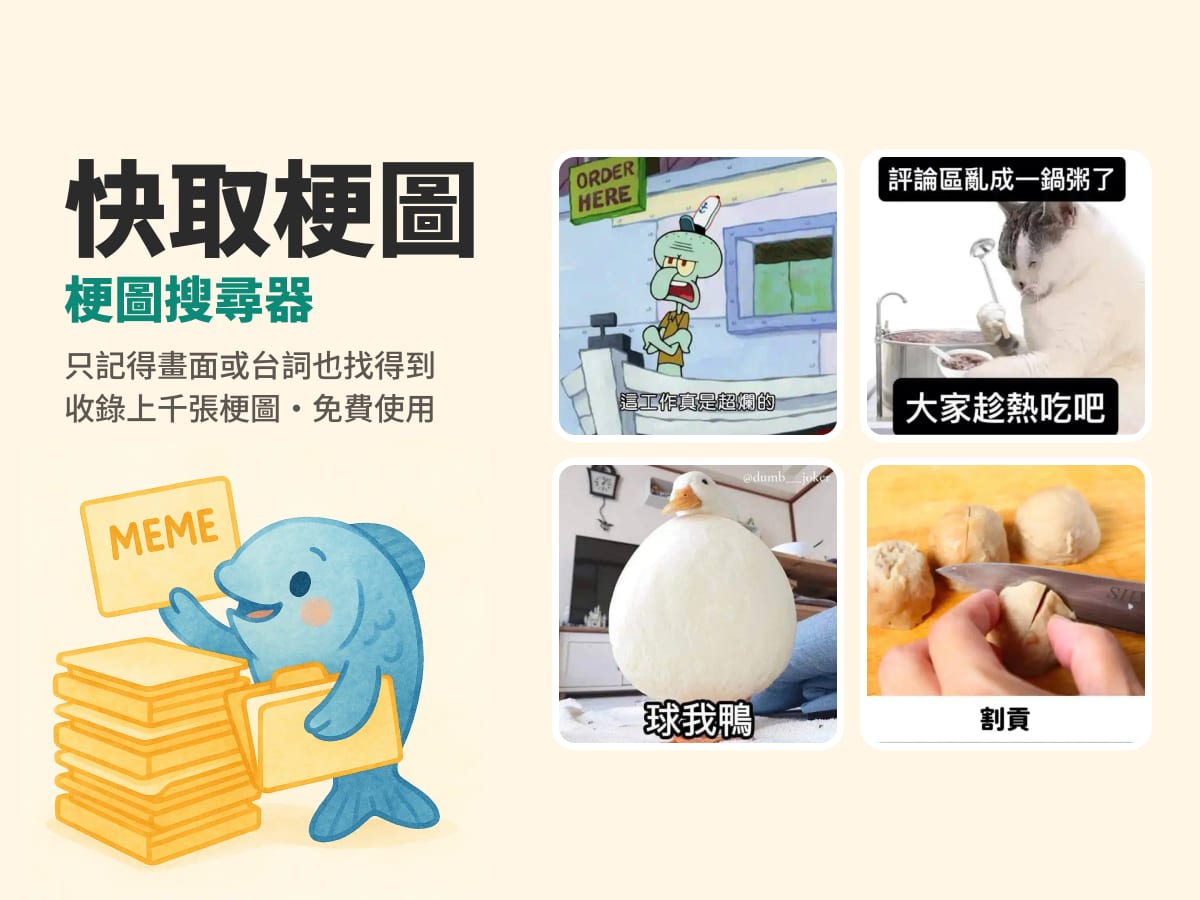 快取梗圖
梗圖搜尋器
只記得畫面或台詞也找得到
收錄上千張梗圖・免費使用
MEME
ORDER
HERE
這工作真是超爛的
評論區亂成一鍋粥了
大家趁熱吃吧
@dumb__joker
球我鴨
割貢